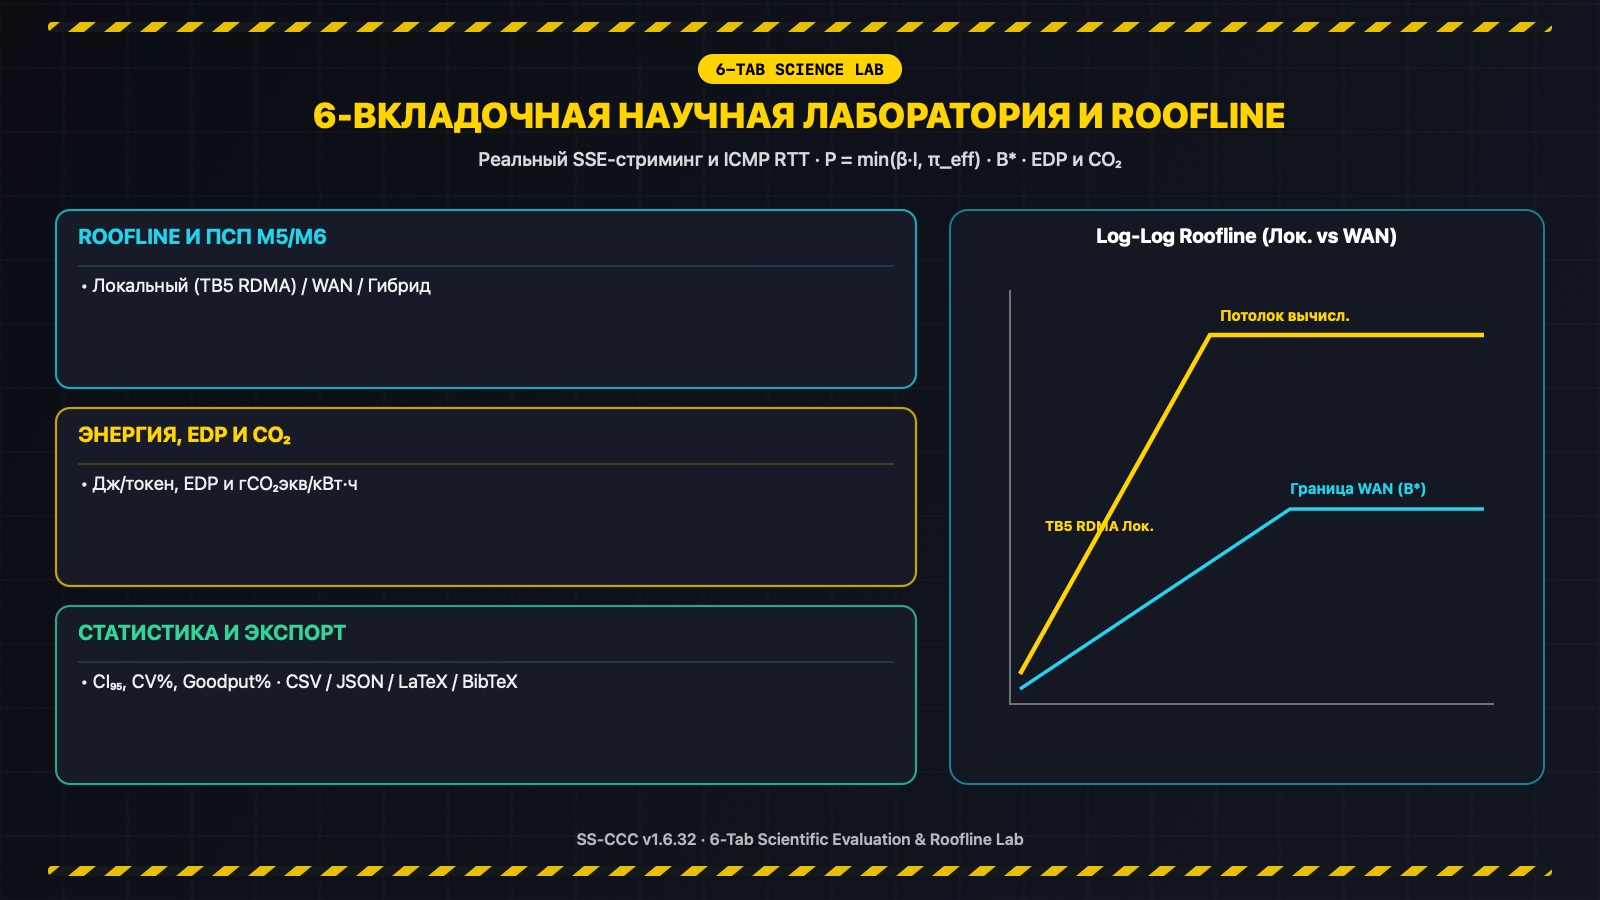 6-TAB SCIENCE LAB
6-ВКЛАДОЧНАЯ НАУЧНАЯ ЛАБОРАТОРИЯ И ROOFLINE
Реальный SSE-стриминг и ICMP RTT · P = min(β·I, π_eff) · B* · EDP и CO₂
ROOFLINE И ПСП M5/M6
• Локальный (TB5 RDMA) / WAN / Гибрид
ЭНЕРГИЯ, EDP И CO₂
• Дж/токен, EDP и гCO₂экв/кВт·ч
СТАТИСТИКА И ЭКСПОРТ
• CI₉₅, CV%, Goodput% · CSV / JSON / LaTeX / BibTeX
Log-Log Roofline (Лок. vs WAN)
Потолок вычисл.
Граница WAN (B*)
TB5 RDMA Лок.
SS-CCC v1.6.32 · 6-Tab Scientific Evaluation & Roofline Lab